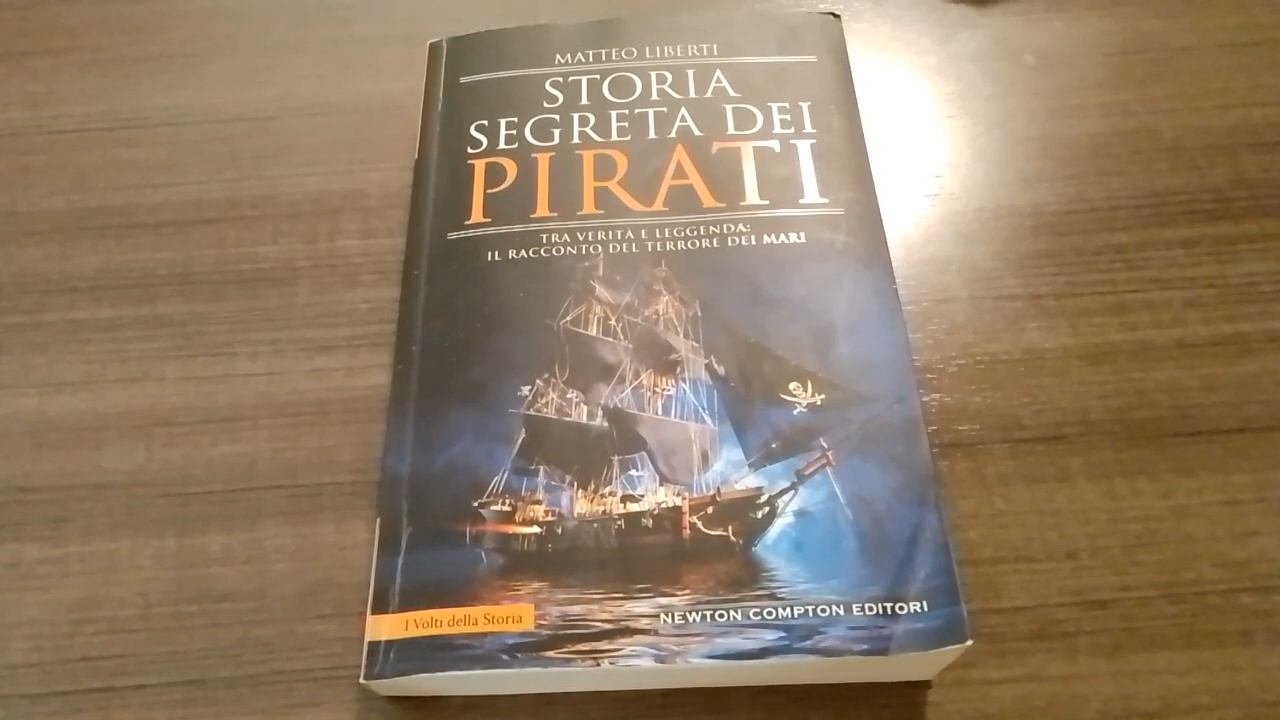 MATTEO LIBERTI
STORIA
SEGRETA DEI
PIRATI
TRA VERITÀ E LEGGENDA:
IL RACCONTO DEL TERRORE DEI MARI
I Volti della Storia
NEWTON COMPTON EDITORI